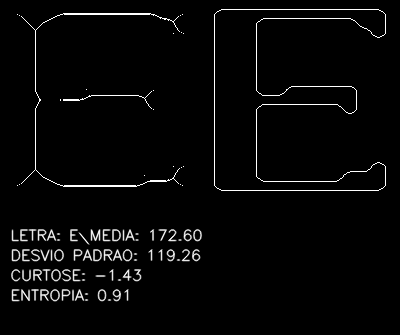 E E
LETRA: E\MEDIA: 172.60
DESVIO PADRAO: 119.26
CURTOSE: -1.43
ENTROPIA: 0.91